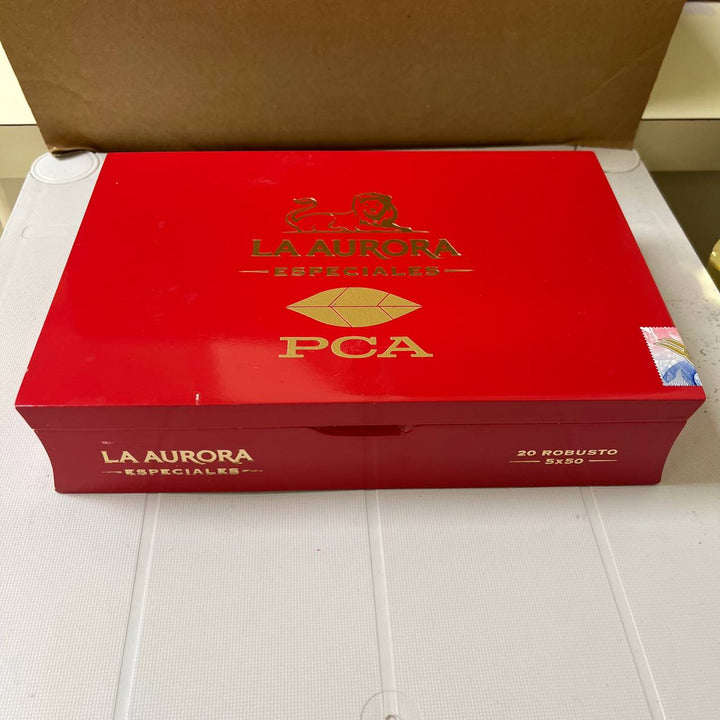 LA AURORA
ESPECIALES
PCA
LA AURORA
ESPECIALES
20 ROBUSTO
5x50